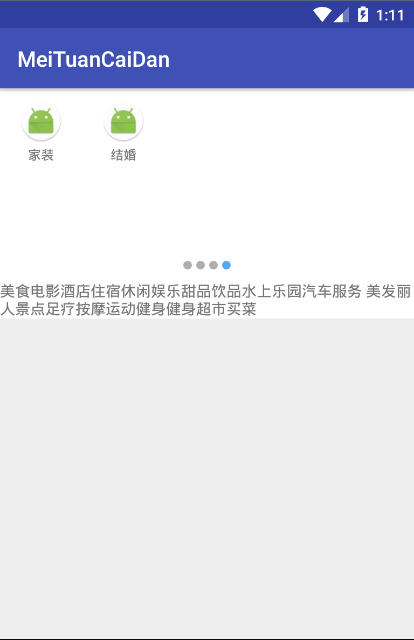 1:11
MeiTuanCaiDan
家装 结婚
美食电影酒店住宿休闲娱乐甜品饮品水上乐园汽车服务 美发丽
人景点足疗按摩运动健身健身超市买菜